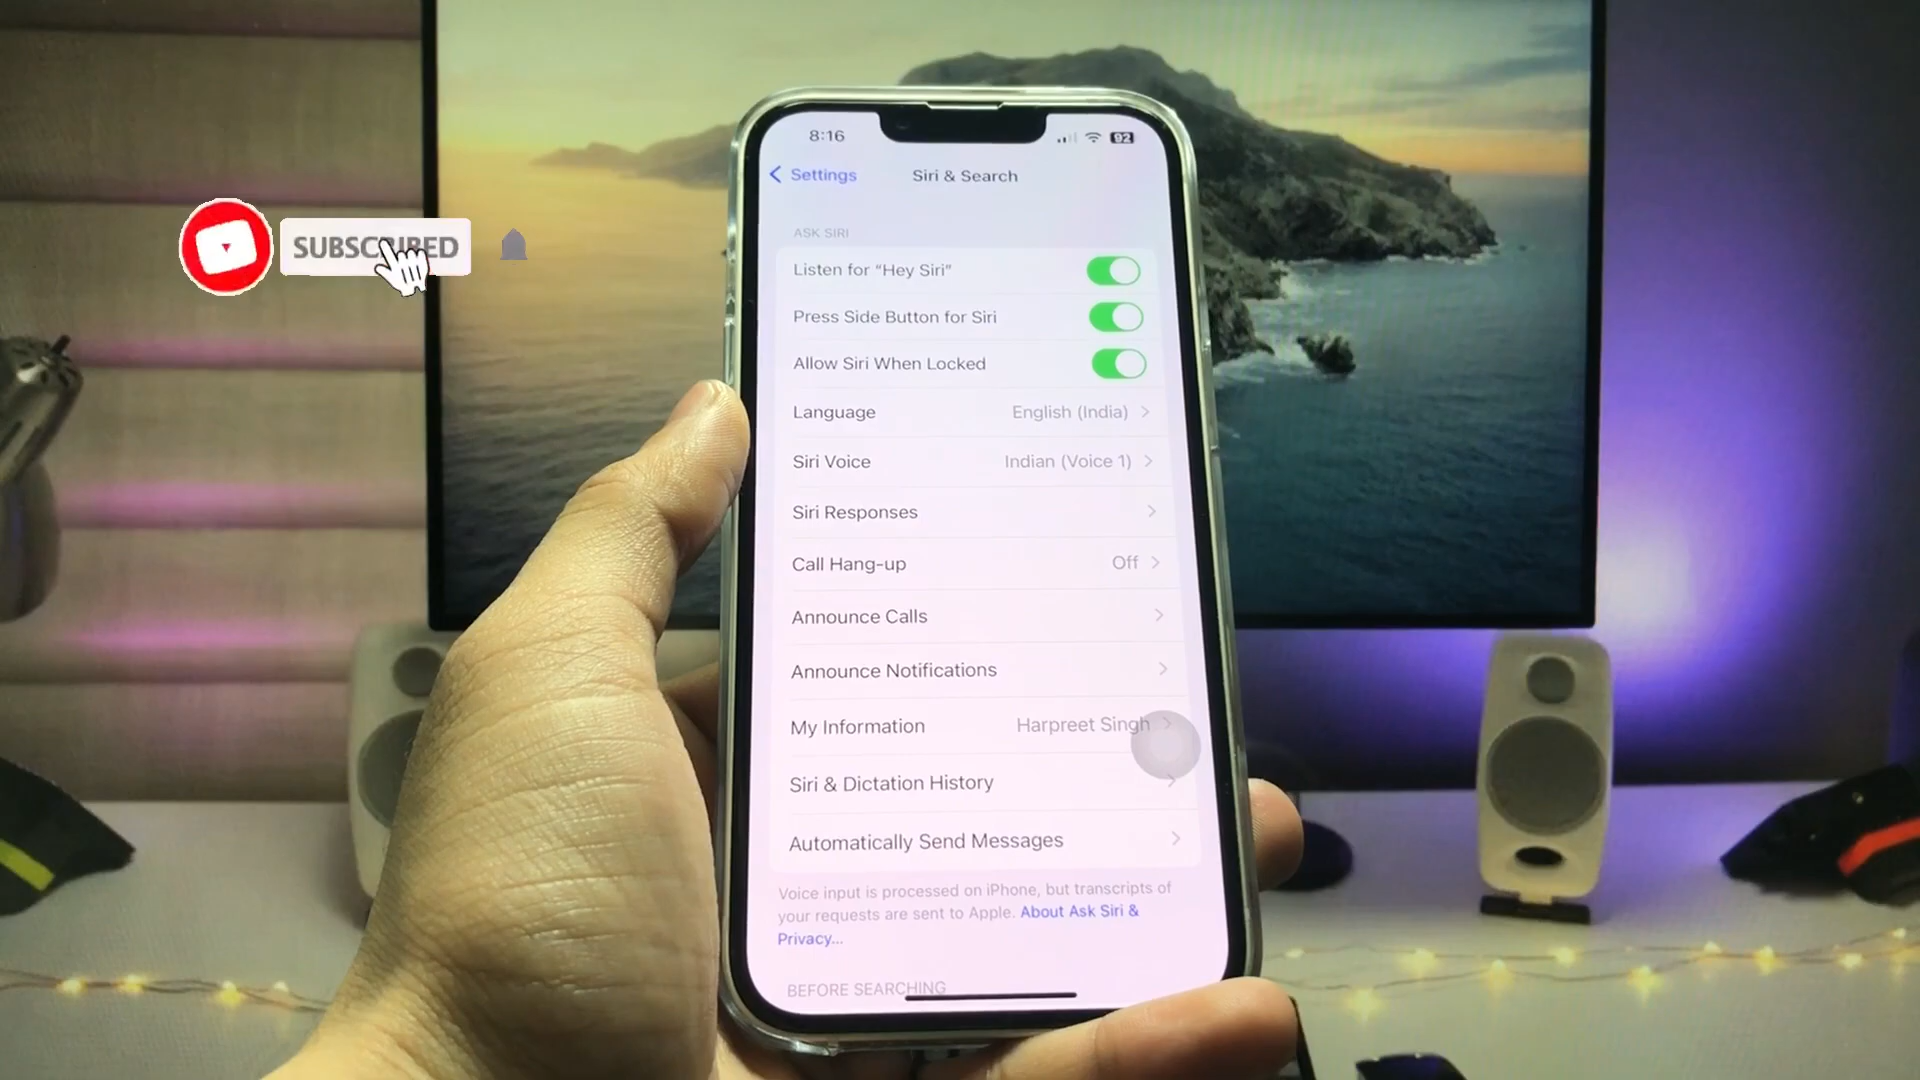 8:16
92
Settings
Siri & Search
SUBSCRIBED
ASK SIRI
Listen for “Hey Siri”
Press Side Button for Siri
Allow Siri When Locked
Language English (India)
Siri Voice Indian (Voice 1)
Siri Responses
Call Hang-up Off
Announce Calls
Announce Notifications
My Information Harpreet Singh
Siri & Dictation History
Automatically Send Messages
Voice input is processed on iPhone, but transcripts of
your requests are sent to Apple. About Ask Siri &
Privacy...
BEFORE SEARCHING